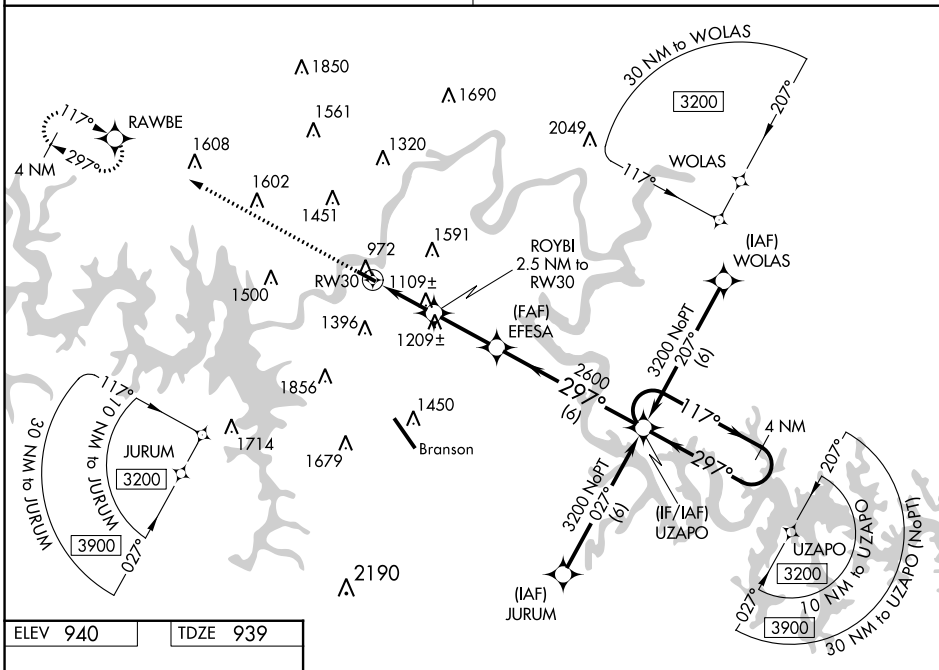 1850
30 NM to WOLAS
1690
3200
207°
117°
RAWBE
1561
2049
297°
4 NM
1608
1320
WOLAS
117°
1602
1451
(IAF)
WOLAS
972
1591
ROYBI
2.5 NM to
RW30
RW30
1109±
1500
(FAF)
EFESA
3200 NoPT
207°
(6)
1396
1209±
2600
297°
(6)
117°
4 NM
297°
1856
117°
1450
Branson
1714
1679
30 NM to JURUM
10 NM to JURUM
JURUM
3200
3900
027°
3200 NoPT
027°
(6)
(IF/IAF)
UZAPO
207°
UZAPO
3200
10 NM to UZAPO
3900
30 NM to UZAPO (NoPT)
027°
2190
(IAF)
JURUM
ELEV 940
TDZE 939